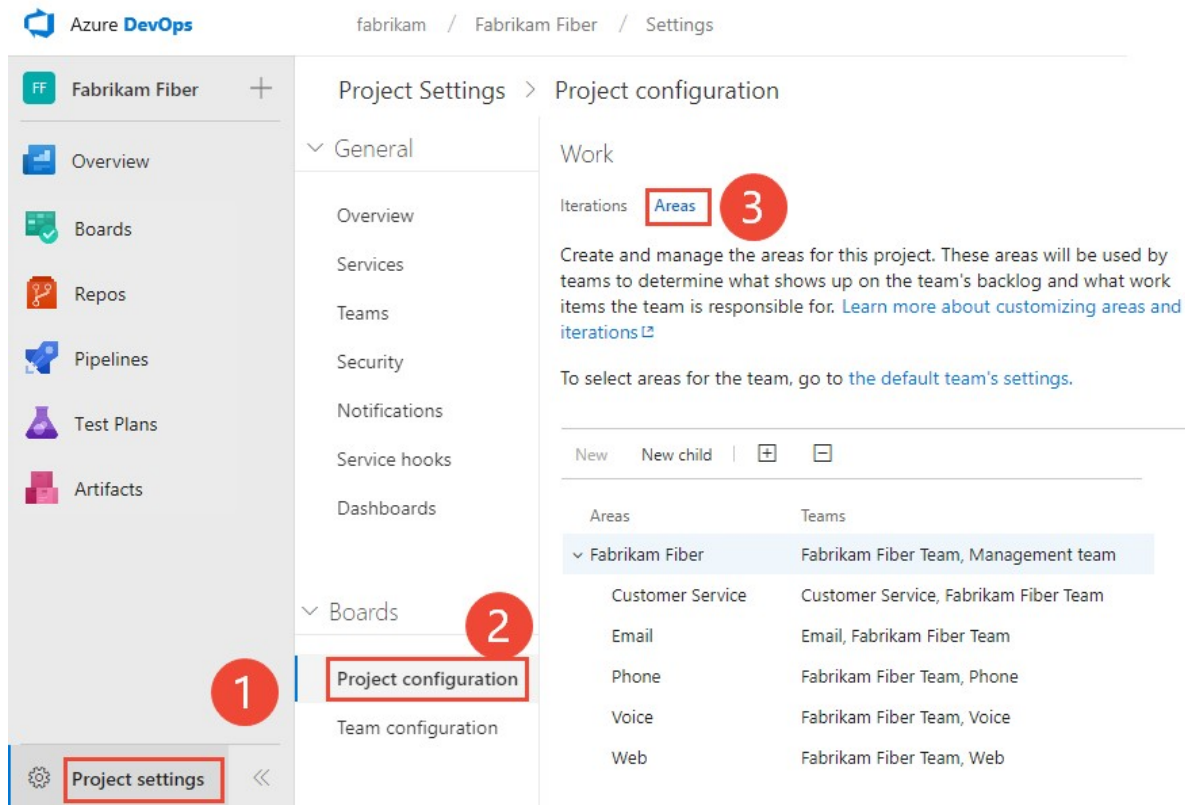 Azure DevOps
fabrikam / Fabrikam Fiber / Settings
FF Fabrikam Fiber
Overview
Boards
Repos
Pipelines
Test Plans
Artifacts
1
Project settings
Project Settings > Project configuration
General
Overview
Services
Teams
Security
Notifications
Service hooks
Dashboards
Boards
2
Project configuration
Team configuration
Work
Iterations Areas 3
Create and manage the areas for this project. These areas will be used by
teams to determine what shows up on the team's backlog and what work
items the team is responsible for. Learn more about customizing areas and
iterations
To select areas for the team, go to the default team's settings.
New New child
Areas Teams
Fabrikam Fiber Fabrikam Fiber Team, Management team
Customer Service Customer Service, Fabrikam Fiber Team
Email Email, Fabrikam Fiber Team
Phone Fabrikam Fiber Team, Phone
Voice Fabrikam Fiber Team, Voice
Web Fabrikam Fiber Team, Web